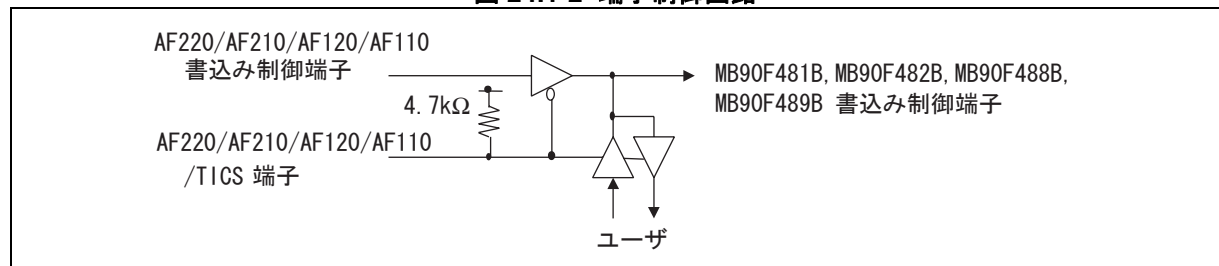 AF220/AF210/AF120/AF110
書込み制御端子
4.7kΩ
AF220/AF210/AF120/AF110
/TICS 端子
MB90F481B, MB90F482B, MB90F488B,
MB90F489B 書込み制御端子
ユーザ